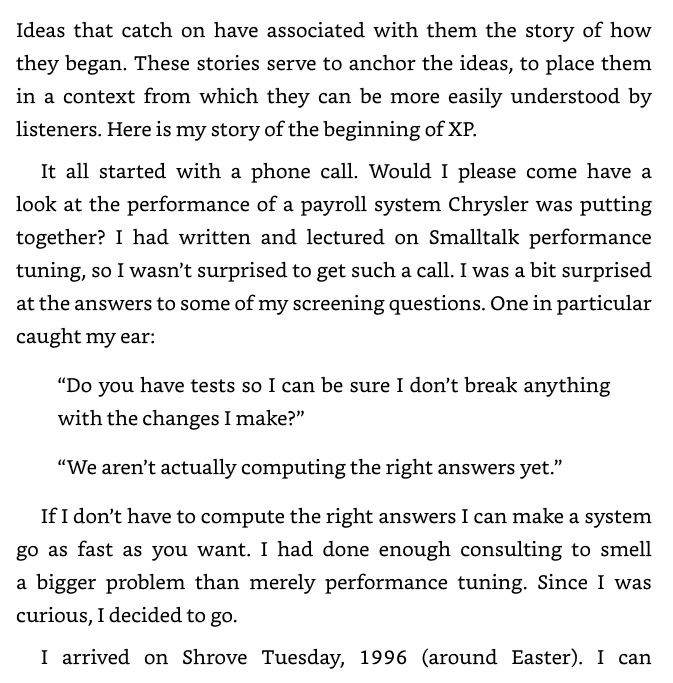 Ideas that catch on have associated with them the story of how
they began. These stories serve to anchor the ideas, to place them
in a context from which they can be more easily understood by
listeners. Here is my story of the beginning of XP.
It all started with a phone call. Would I please come have a
look at the performance of a payroll system Chrysler was putting
together? I had written and lectured on Smalltalk performance
tuning, so I wasn’t surprised to get such a call. I was a bit surprised
at the answers to some of my screening questions. One in particular
caught my ear:
“Do you have tests so I can be sure I don’t break anything
with the changes I make?”
“We aren’t actually computing the right answers yet.”
If I don’t have to compute the right answers I can make a system
go as fast as you want. I had done enough consulting to smell
a bigger problem than merely performance tuning. Since I was
curious, I decided to go.
I arrived on Shrove Tuesday, 1996 (around Easter). I can